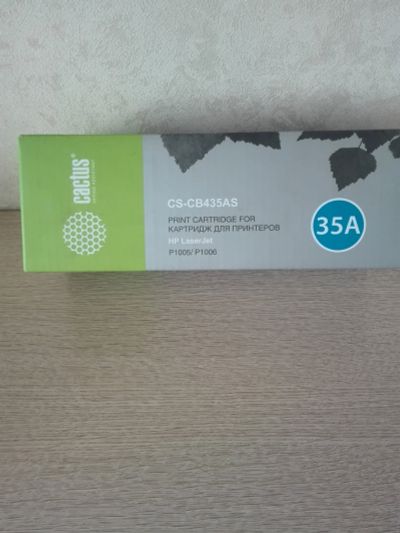 cactus®
CS-CB435AS
PRINT CARTRIDGE FOR
КАРТРИДЖ ДЛЯ ПРИНТЕРОВ
HP LaserJet
P1005/ P1006
35A